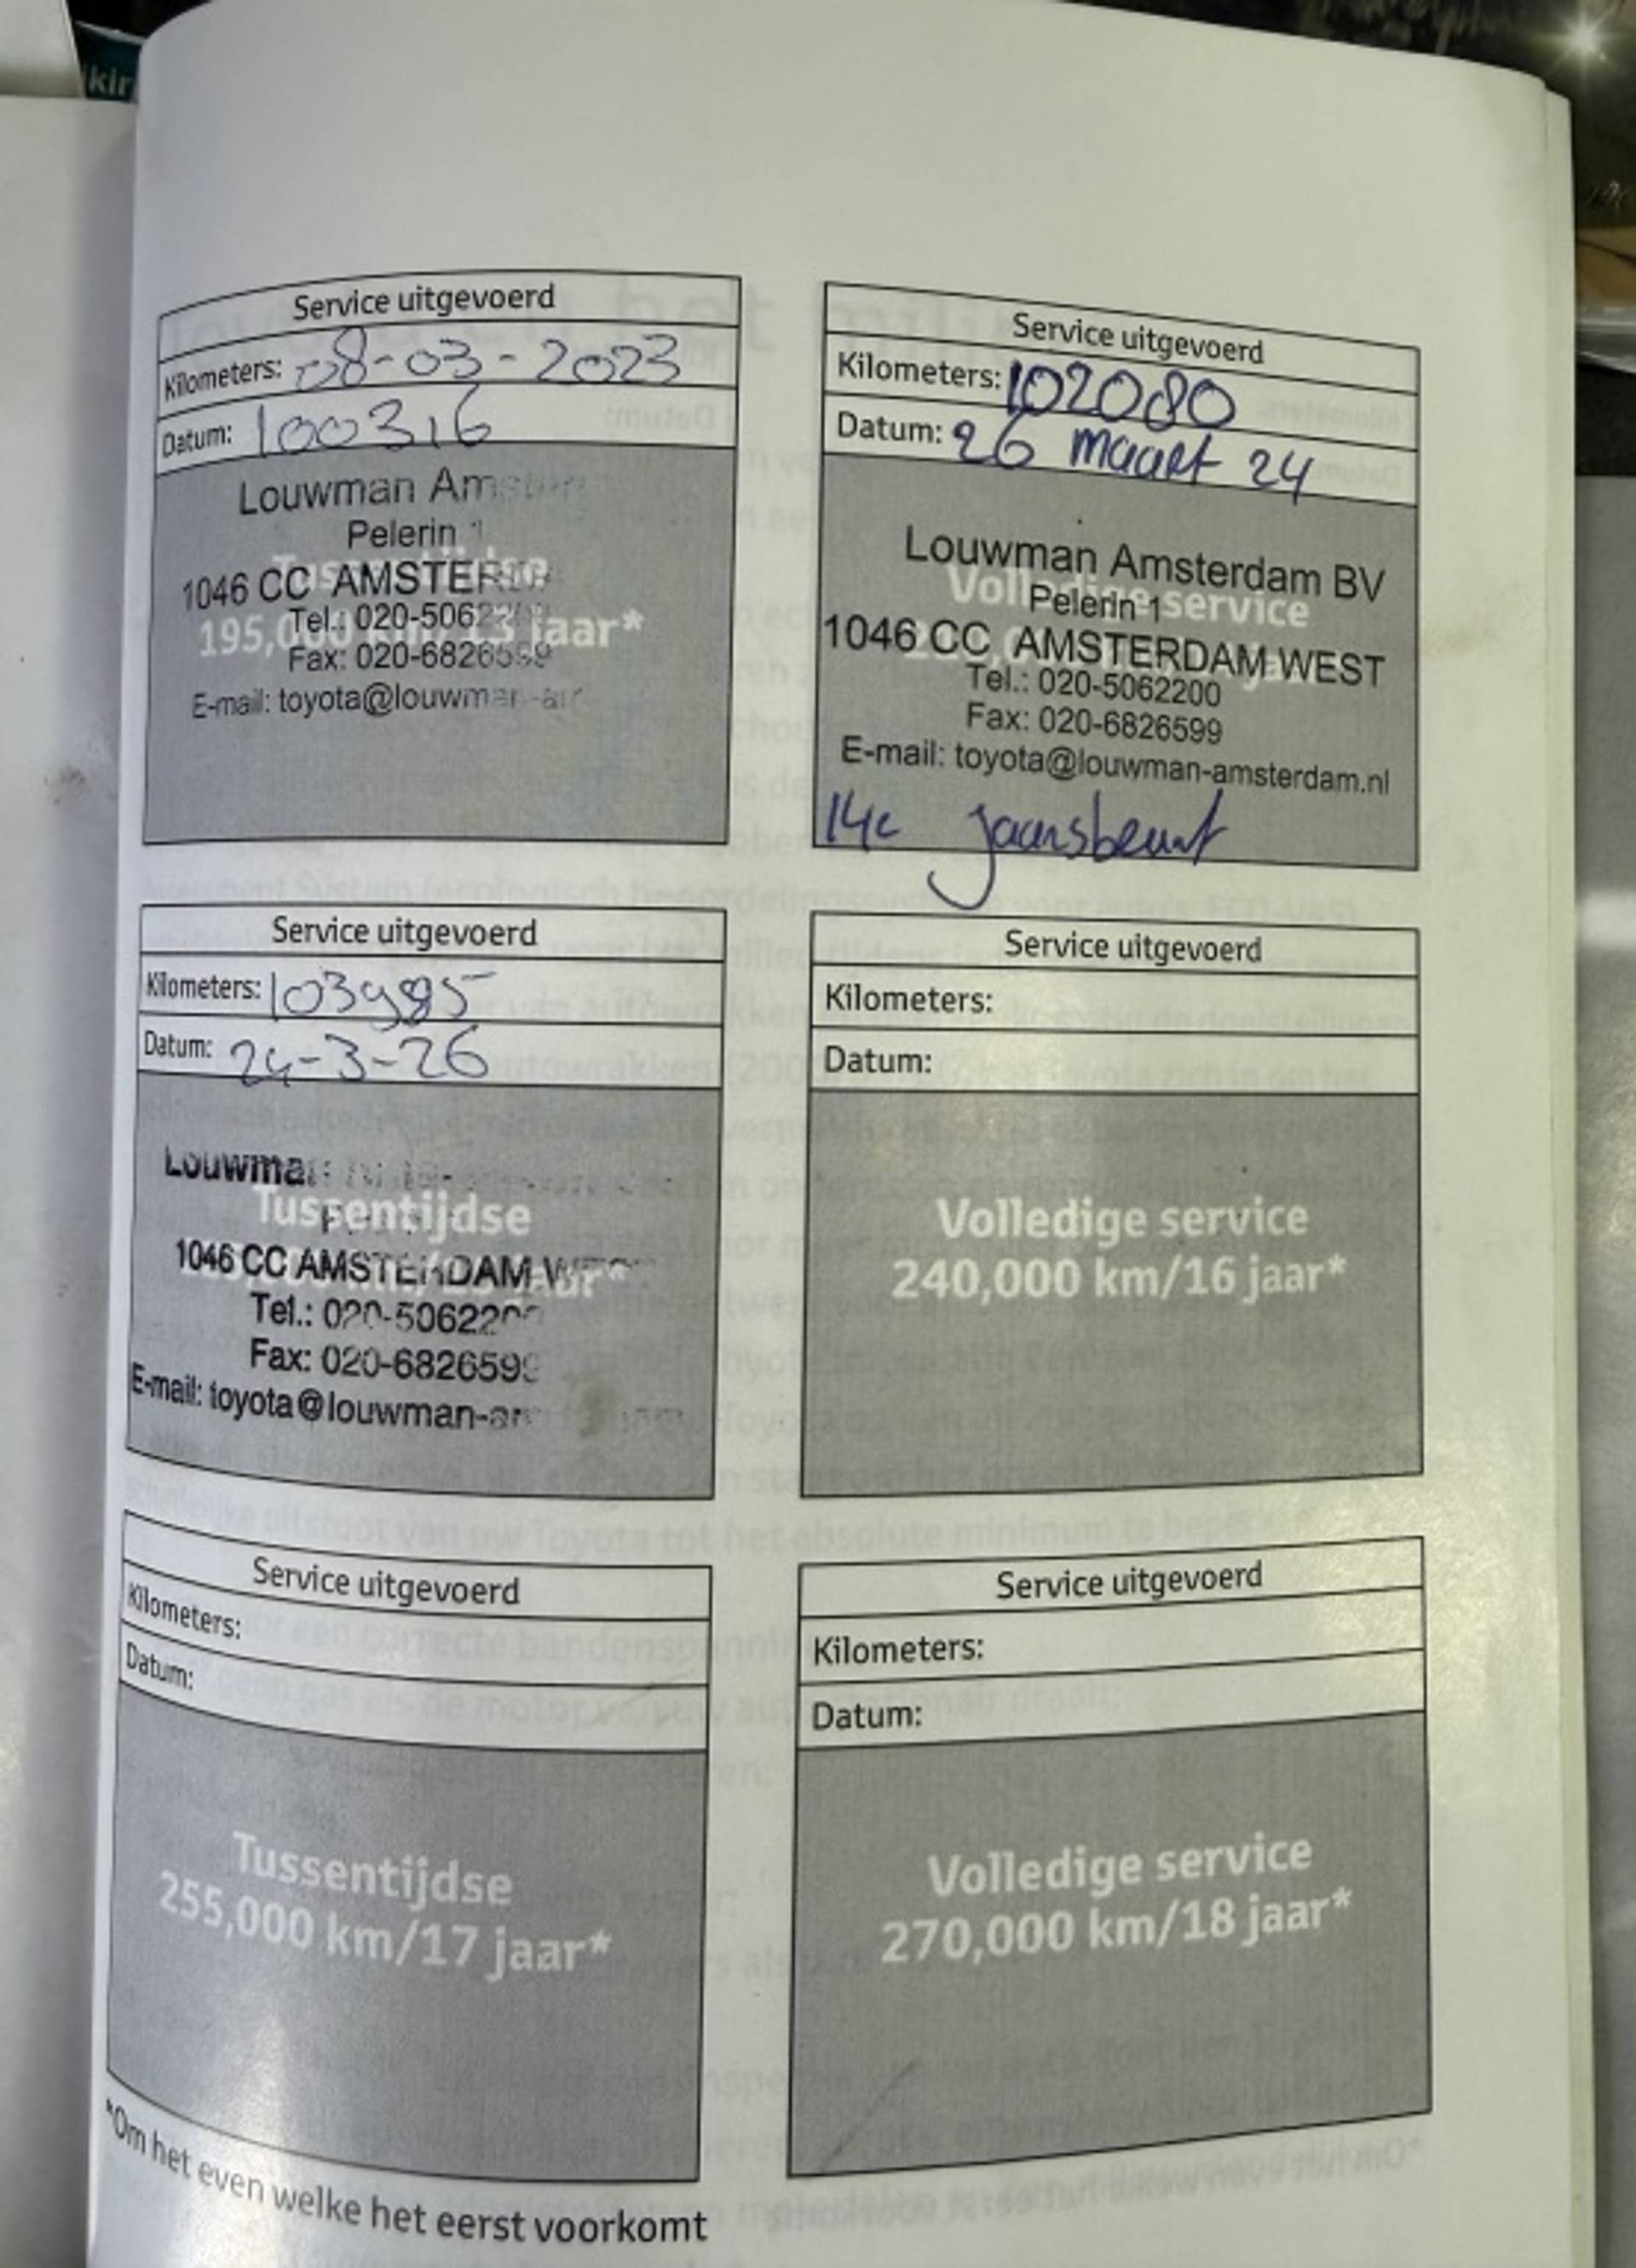 Service uitgevoerd
Kilometers: 08-03-2023
Datum: 100316
Louwman
Pelerin 1
Tussentijdse
1046 CC
195,000 km/13 jaar*
Tel.: 020-5062
Fax: 020-6826599
E-mail: toyota@louwman-am
Service uitgevoerd
Kilometers: 102080
Datum: 26 maart 24
Louwman Amsterdam BV
Volledige service
Pelerin 1
1046 CC AMSTERDAM WEST
Tel.: 020-5062200
Fax: 020-6826599
E-mail: toyota@louwman-amsterdam.nl
14e jaarsbeurt
Service uitgevoerd
Kilometers: 103985
Datum: 24-3-26
Louwman
Tussentijdse
1046 CC AMSTERDAM
Tel.: 020-506220
Fax: 020-6826599
E-mail: toyota@louwman-am
Service uitgevoerd
Kilometers:
Datum:
Volledige service
240,000 km/16 jaar*
Service uitgevoerd
Kilometers:
Datum:
Tussentijdse
255,000 km/17 jaar*
Service uitgevoerd
Kilometers:
Datum:
Volledige service
270,000 km/18 jaar*
*Om het even welke het eerst voorkomt